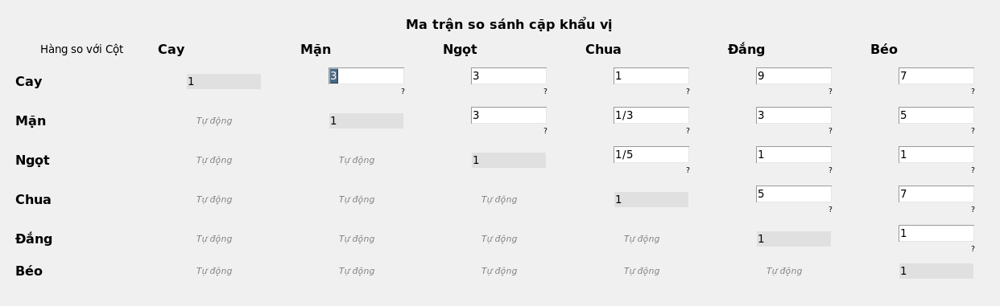 Ma trận so sánh cặp khẩu vị
Hàng so với Cột Cay Mặn Ngọt Chua Đắng Béo
Cay 1 3 3 1 9 7
? ? ? ? ?
Mặn Tự động 1 3 1/3 3 5
? ? ? ?
Ngọt Tự động Tự động 1 1/5 1 1
? ? ?
Chua Tự động Tự động Tự động 1 5 7
? ?
Đắng Tự động Tự động Tự động Tự động 1 1
?
Béo Tự động Tự động Tự động Tự động Tự động 1